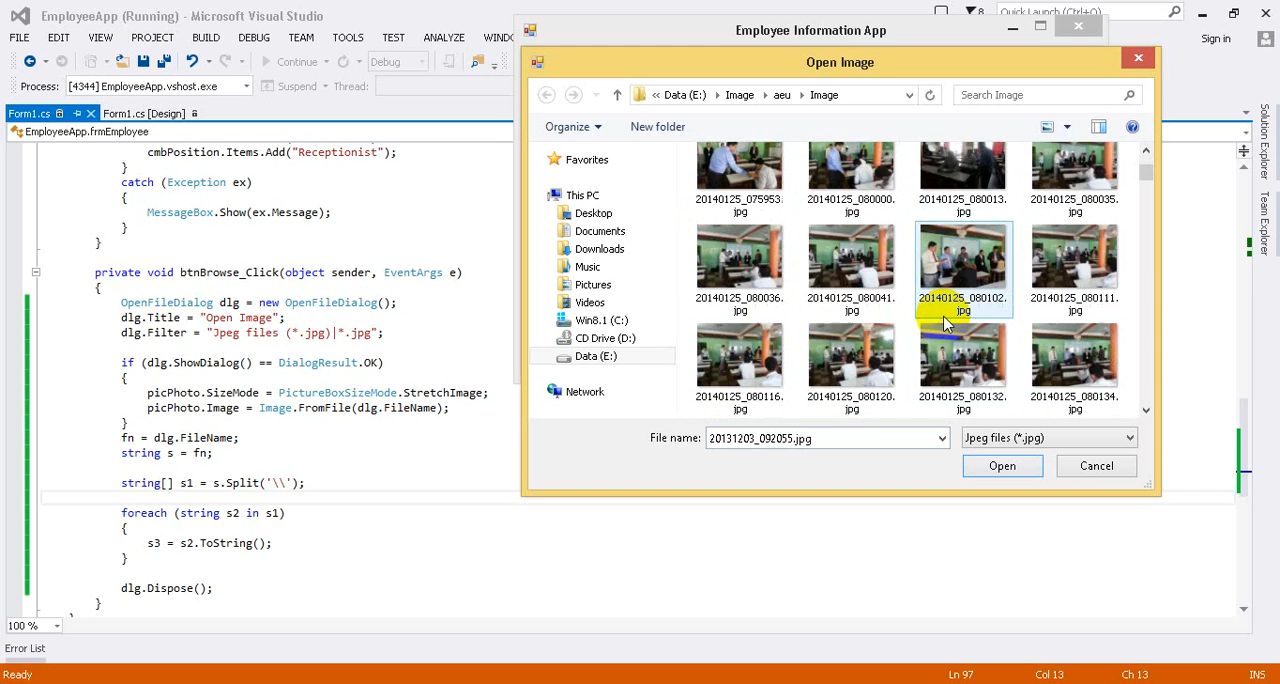 EmployeeApp (Running) - Microsoft Visual Studio
8
Quick Launch (Ctrl+Q)
FILE EDIT VIEW PROJECT BUILD DEBUG TEAM TOOLS TEST ANALYZE
Sign in
Continue
Debug
Process: [4344] EmployeeApp.vshost.exe
Suspend
Thread:
Form1.cs
Form1.cs [Design]
EmployeeApp.frmEmployee
cmbPosition.Items.Add("Receptionist");
}
catch (Exception ex)
{
MessageBox.Show(ex.Message);
}
}
private void btnBrowse_Click(object sender, EventArgs e)
{
OpenFileDialog dlg = new OpenFileDialog();
dlg.Title = "Open Image";
dlg.Filter = "Jpeg files (*.jpg)|*.jpg";
if (dlg.ShowDialog() == DialogResult.OK)
{
picPhoto.SizeMode = PictureBoxSizeMode.StretchImage;
picPhoto.Image = Image.FromFile(dlg.FileName);
}
fn = dlg.FileName;
string s = fn;
string[] s1 = s.Split('\\');
foreach (string s2 in s1)
{
s3 = s2.ToString();
}
dlg.Dispose();
}
100 %
Error List
Ready
Ln 97
Col 13
Ch 13
INS
Solution Explorer
Team Explorer
Employee Information App
Open Image
« Data (E:) Image aeu Image
Search Image
Organize
New folder
Favorites
This PC
Desktop
Documents
Downloads
Music
Pictures
Videos
Win8.1 (C:)
CD Drive (D:)
Data (E:)
Network
20140125_075953.jpg
20140125_080000.jpg
20140125_080013.jpg
20140125_080035.jpg
20140125_080036.jpg
20140125_080041.jpg
20140125_080102.jpg
20140125_080111.jpg
20140125_080116.jpg
20140125_080120.jpg
20140125_080132.jpg
20140125_080134.jpg
File name: 20131203_092055.jpg
Jpeg files (*.jpg)
Open
Cancel